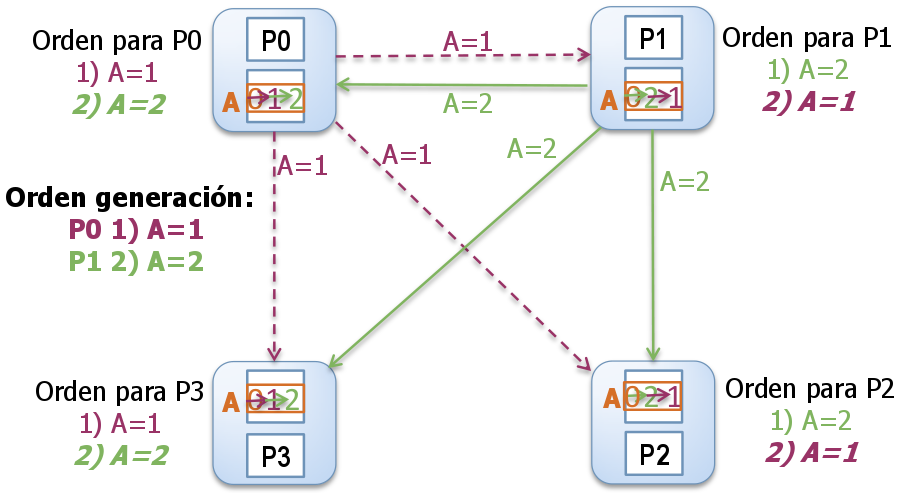 Orden para P0
1) A=1
2) A=2
P0
A 0 1 2
A=1
A=2
P1
A 0 2 1
Orden para P1
1) A=2
2) A=1
A=1
A=1
A=2
A=2
Orden generación:
P0 1) A=1
P1 2) A=2
Orden para P3
1) A=1
2) A=2
A 0 1 2
P3
A 0 2 1
P2
Orden para P2
1) A=2
2) A=1